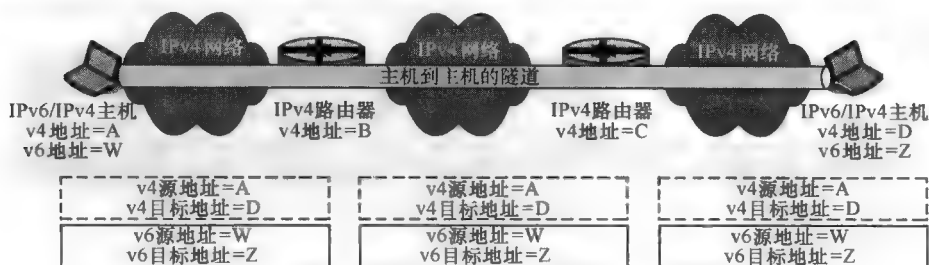 IPv4网络
IPv4网络
IPv4网络
主机到主机的隧道
IPv6/IPv4主机
v4地址=A
v6地址=W
IPv4路由器
v4地址=B
IPv4路由器
v4地址=C
IPv6/IPv4主机
v4地址=D
v6地址=Z
v4源地址=A
v4目标地址=D
v6源地址=W
v6目标地址=Z
v4源地址=A
v4目标地址=D
v6源地址=W
v6目标地址=Z
v4源地址=A
v4目标地址=D
v6源地址=W
v6目标地址=Z